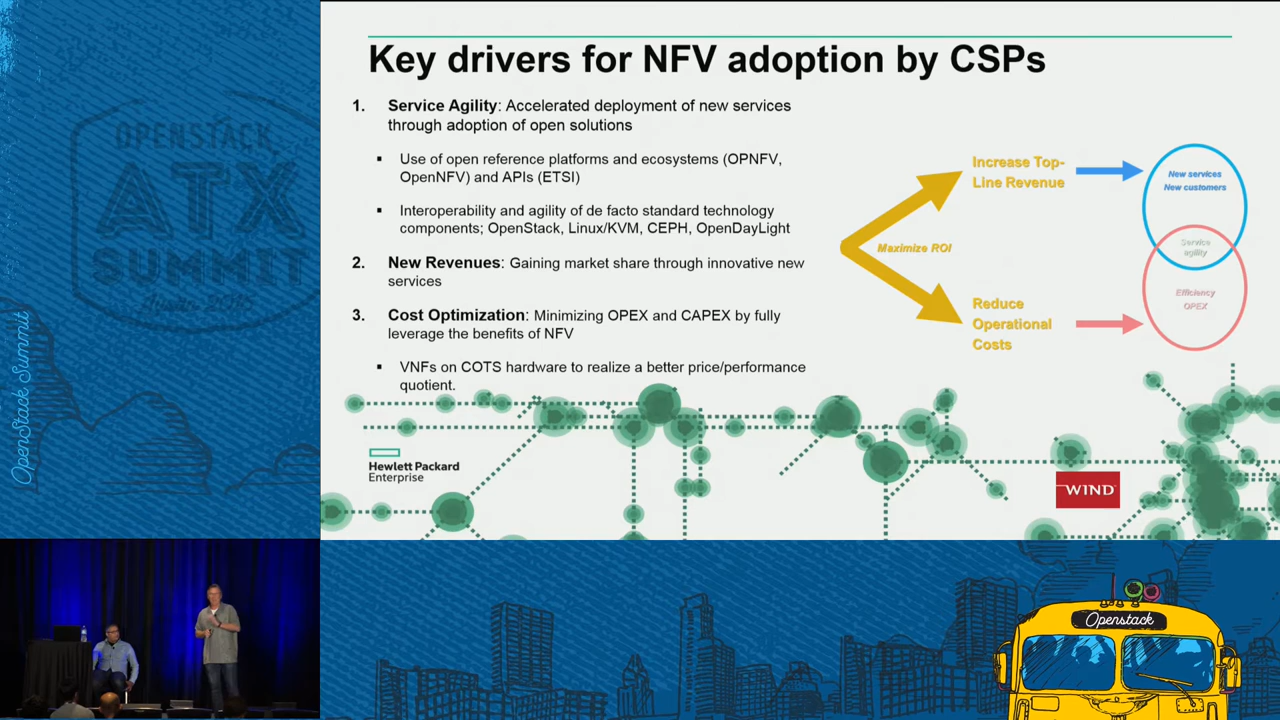 OPENSTACK
ATX
SUMMIT
OpenStack Summit
Key drivers for NFV adoption by CSPs
1. Service Agility: Accelerated deployment of new services
through adoption of open solutions
▪ Use of open reference platforms and ecosystems (OPNFV,
OpenNFV) and APIs (ETSI)
▪ Interoperability and agility of de facto standard technology
components; OpenStack, Linux/KVM, CEPH, OpenDayLight
2. New Revenues: Gaining market share through innovative new
services
3. Cost Optimization: Minimizing OPEX and CAPEX by fully
leverage the benefits of NFV
▪ VNFs on COTS hardware to realize a better price/performance
quotient.
Maximize ROI
Increase Top-
Line Revenue
Reduce
Operational
Costs
New services
New customers
Service
agility
Efficiency
OPEX
Hewlett Packard
Enterprise
WIND
Openstack